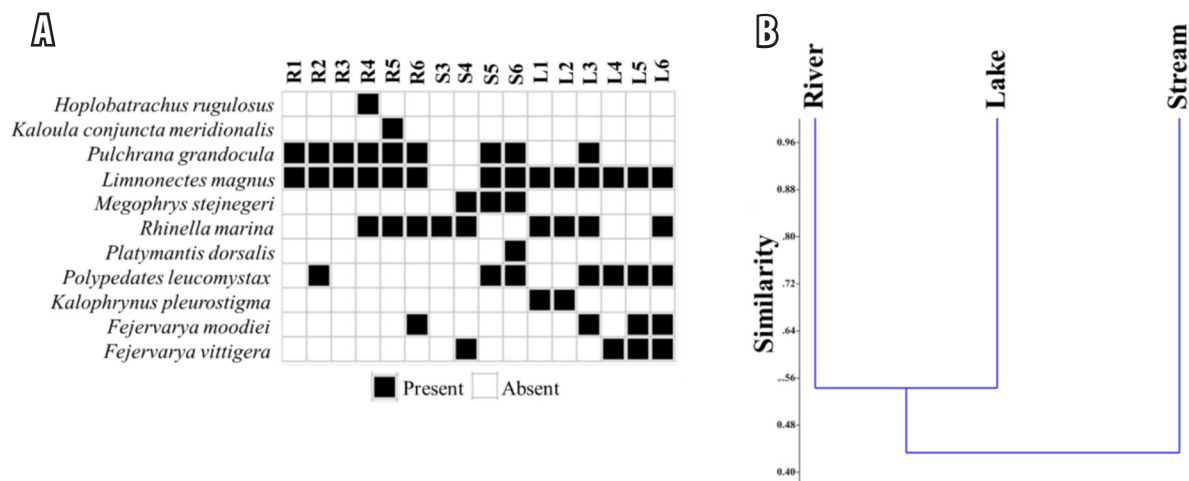 A
R1 R2 R3 R4 R5 R6 S3 S4 S5 S6 L1 L2 L3 L4 L5 L6
Hoplobatrachus rugulosus
Kaloula conjuncta meridionalis
Pulchrana grandocula
Limnonectes magnus
Megophrys stejnegeri
Rhinella marina
Platymantis dorsalis
Polypedates leucomystax
Kalophrynus pleurostigma
Fejervarya moodiei
Fejervarya vittigera
Present Absent
B
River Lake Stream
Similarity
0.96
0.88
.80
.72
.64
.56
0.48
0.40